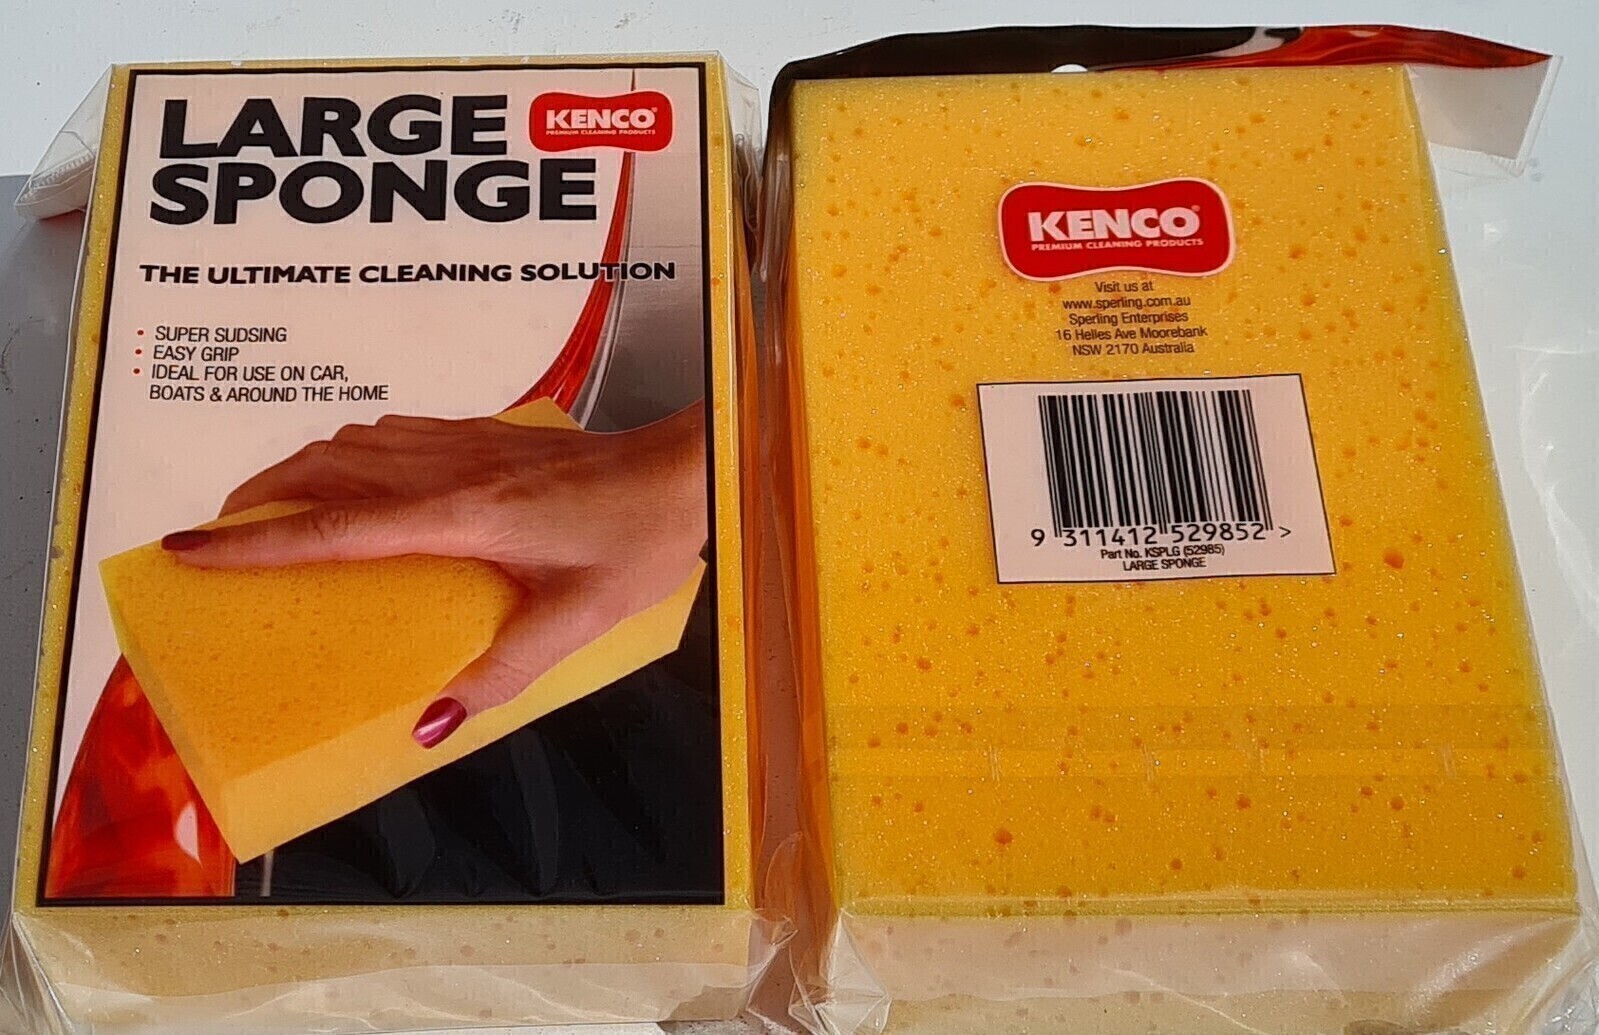 LARGE
SPONGE
KENCO®
PREMIUM CLEANING PRODUCTS
THE ULTIMATE CLEANING SOLUTION
• SUPER SUDSING
• EASY GRIP
• IDEAL FOR USE ON CAR,
BOATS & AROUND THE HOME
KENCO®
PREMIUM CLEANING PRODUCTS
Visit us at
www.sperling.com.au
Sperling Enterprises
16 Helles Ave Moorebank
NSW 2170 Australia
9 311412 529852 >
Part No. KSPLG (52985)
LARGE SPONGE